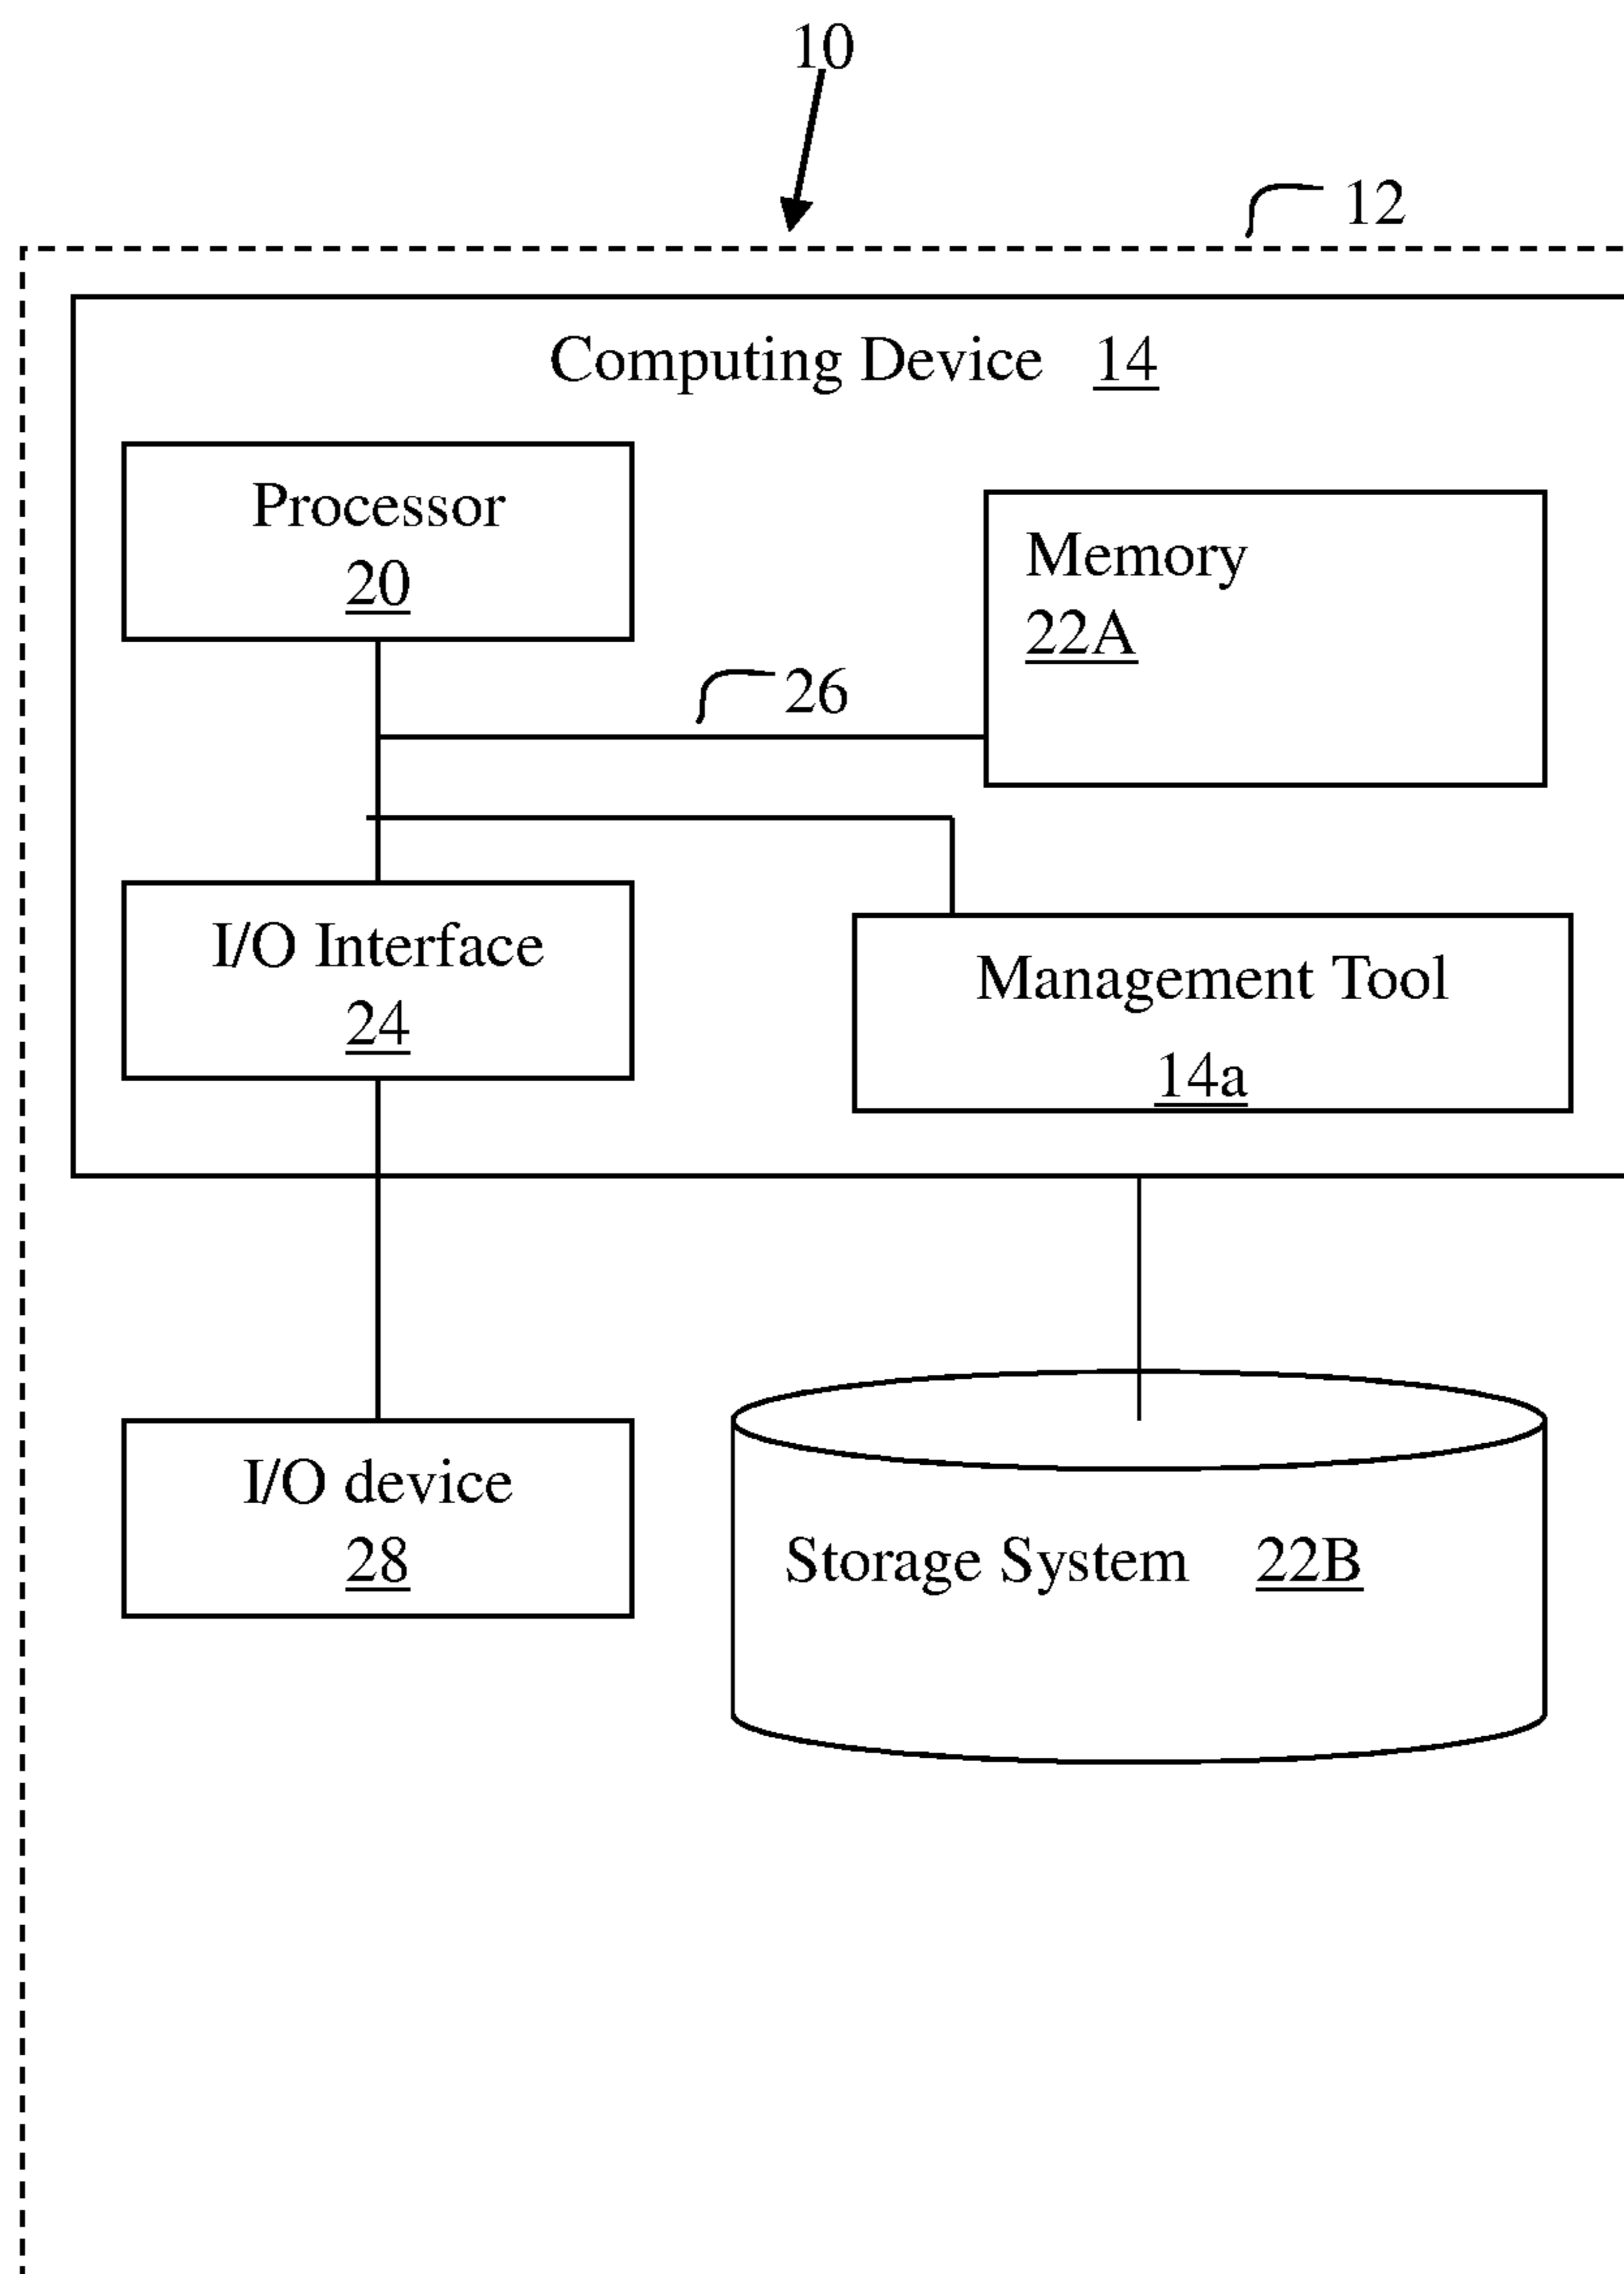 10
12
Computing Device 14
Processor
20
Memory
22A
26
I/O Interface
24
Management Tool
14a
I/O device
28
Storage System 22B